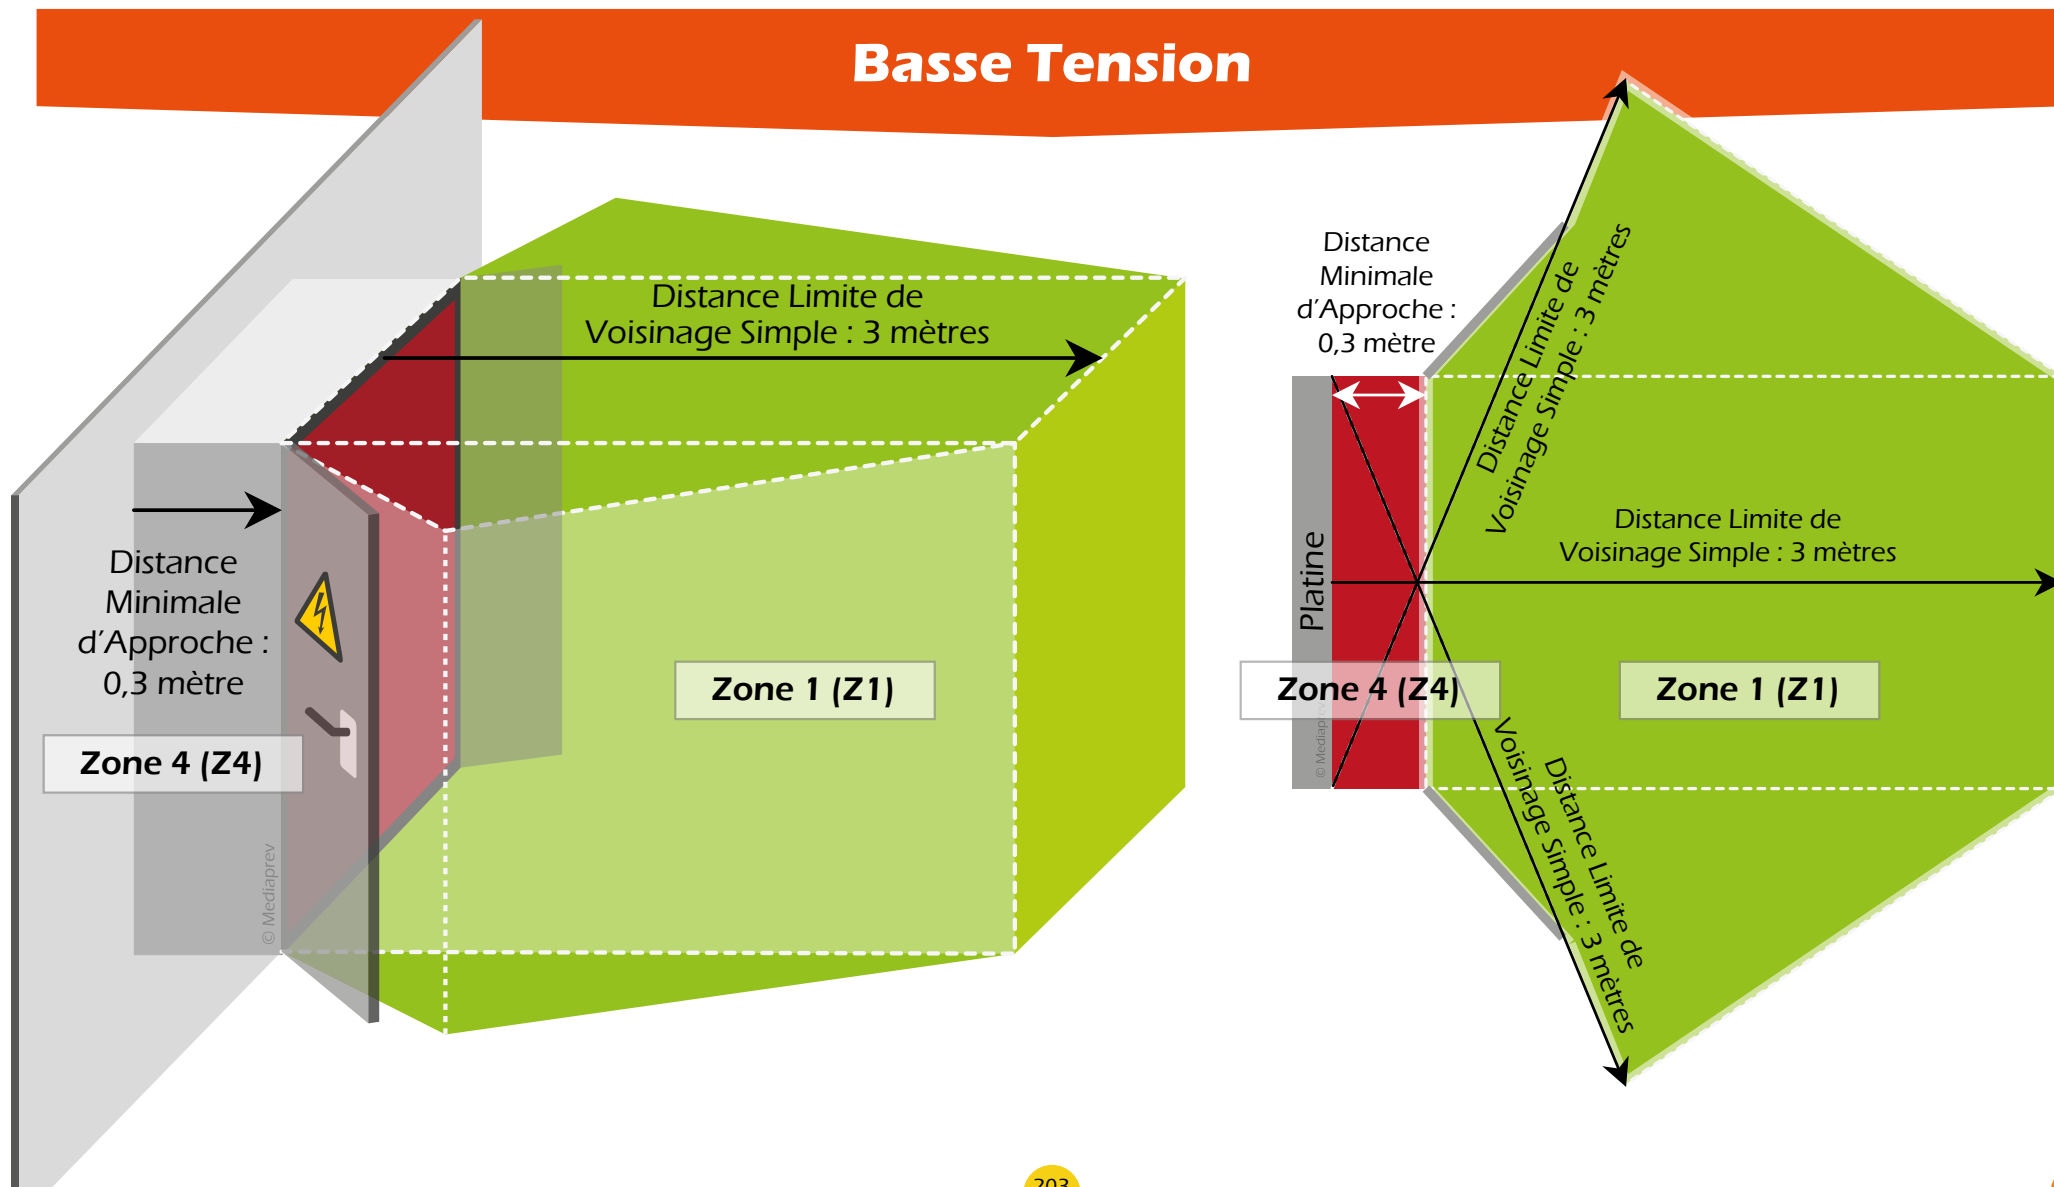 Basse Tension
Distance Limite de
Voisinage Simple : 3 mètres
Distance
Minimale
d'Approche :
0,3 mètre
Zone 4 (Z4)
Zone 1 (Z1)
© Mediaprev
Distance
Minimale
d'Approche :
0,3 mètre
Distance Limite de
Voisinage Simple : 3 mètres
Distance Limite de
Voisinage Simple : 3 mètres
Platine
Zone 4 (Z4)
Zone 1 (Z1)
© Mediaprev
Distance Limite de
Voisinage Simple : 3 mètres
203